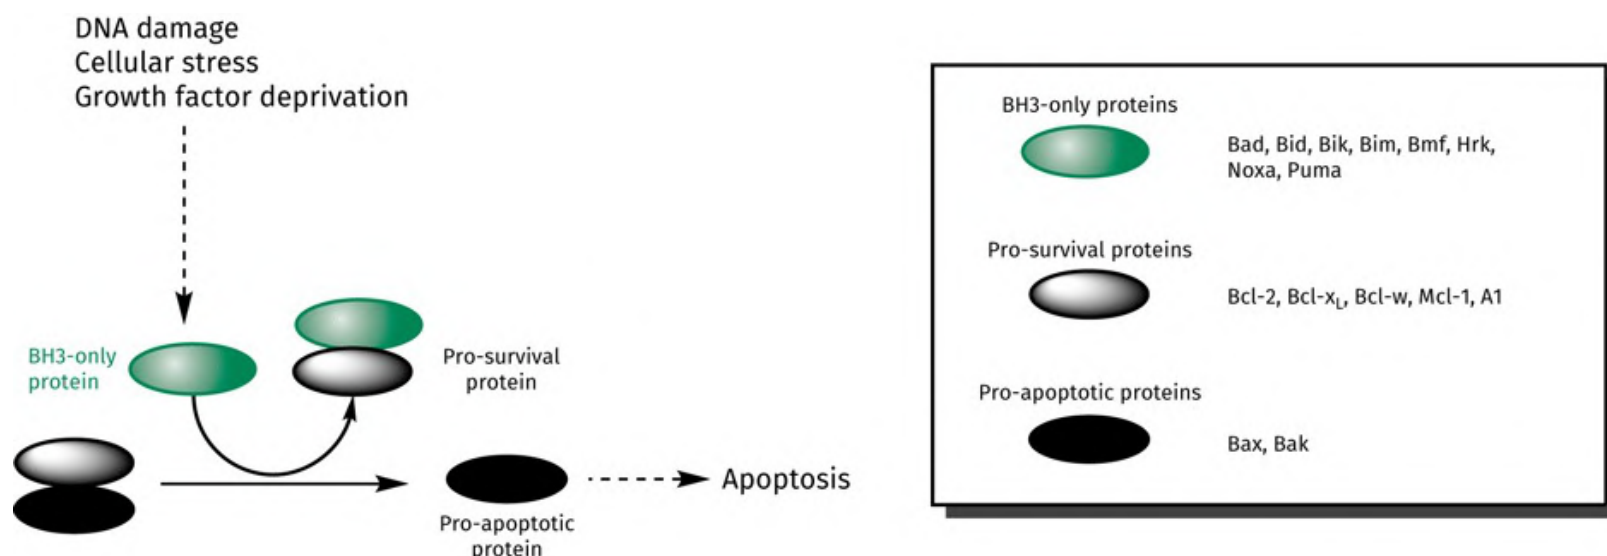 DNA damage
Cellular stress
Growth factor deprivation
BH3-only
protein
Pro-survival
protein
Pro-apoptotic
protein
Apoptosis
BH3-only proteins
Bad, Bid, Bik, Bim, Bmf, Hrk,
Noxa, Puma
Pro-survival proteins
Bcl-2, Bcl-xL, Bcl-w, Mcl-1, A1
Pro-apoptotic proteins
Bax, Bak